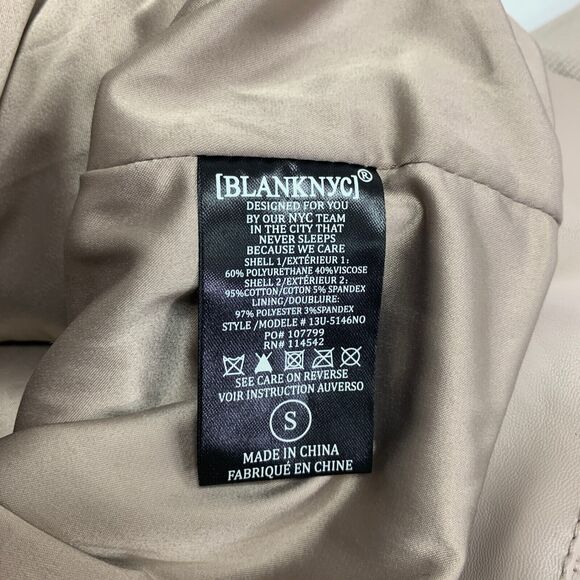 [BLANKNYC]®
DESIGNED FOR YOU
BY OUR NYC TEAM
IN THE CITY THAT
NEVER SLEEPS
BECAUSE WE CARE
SHELL 1/EXTÉRIEUR 1:
60% POLYURETHANE 40%VISCOSE
SHELL 2/EXTÉRIEUR 2:
95%COTTON/COTON 5% SPANDEX
LINING/DOUBLURE:
97% POLYESTER 3%SPANDEX
STYLE /MODELE # 13U-5146NO
PO# 107799
RN# 114542
SEE CARE ON REVERSE
VOIR INSTRUCTION AUVERSO
S
MADE IN CHINA
FABRIQUÉ EN CHINE